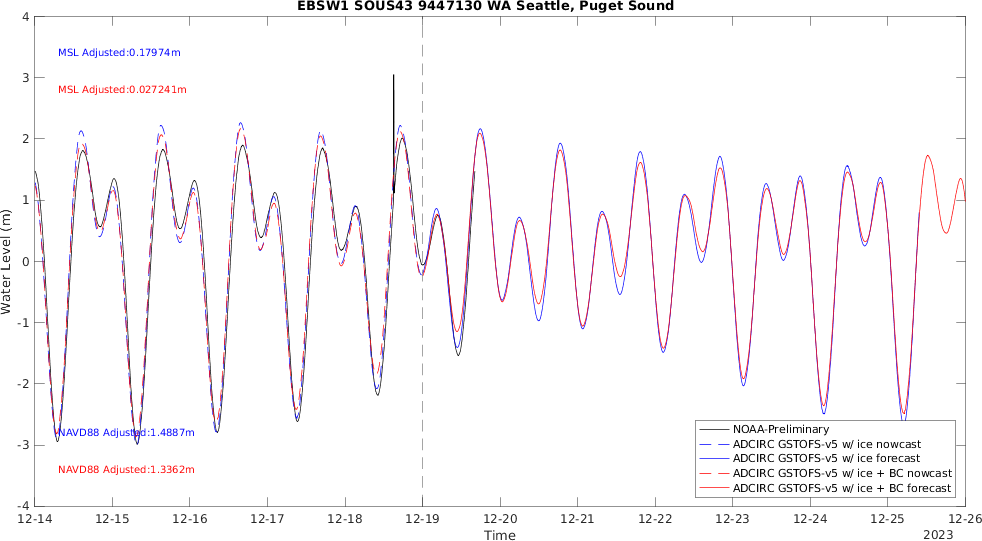 EBSW1 SOUS43 9447130 WA Seattle, Puget Sound
4
3
2
1
0
-1
-2
-3
-4
Water Level (m)
MSL Adjusted:0.17974m
MSL Adjusted:0.027241m
NAVD88 Adjusted:1.4887m
NAVD88 Adjusted:1.3362m
NOAA-Preliminary
ADCIRC GSTOFS-v5 w/ ice nowcast
ADCIRC GSTOFS-v5 w/ ice forecast
ADCIRC GSTOFS-v5 w/ ice + BC nowcast
ADCIRC GSTOFS-v5 w/ ice + BC forecast
12-14 12-15 12-16 12-17 12-18 12-19 12-20 12-21 12-22 12-23 12-24 12-25 12-26
Time
2023